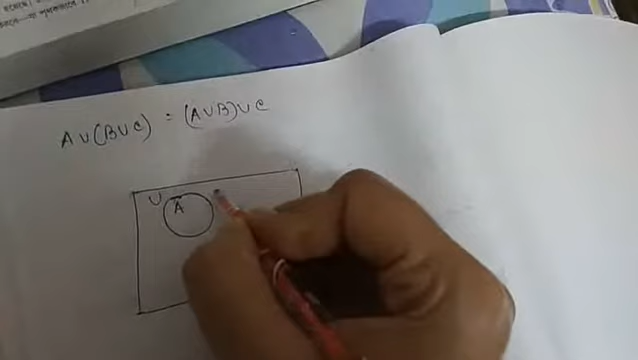 A ∪ (B ∪ C) = (A ∪ B) ∪ C
U
A